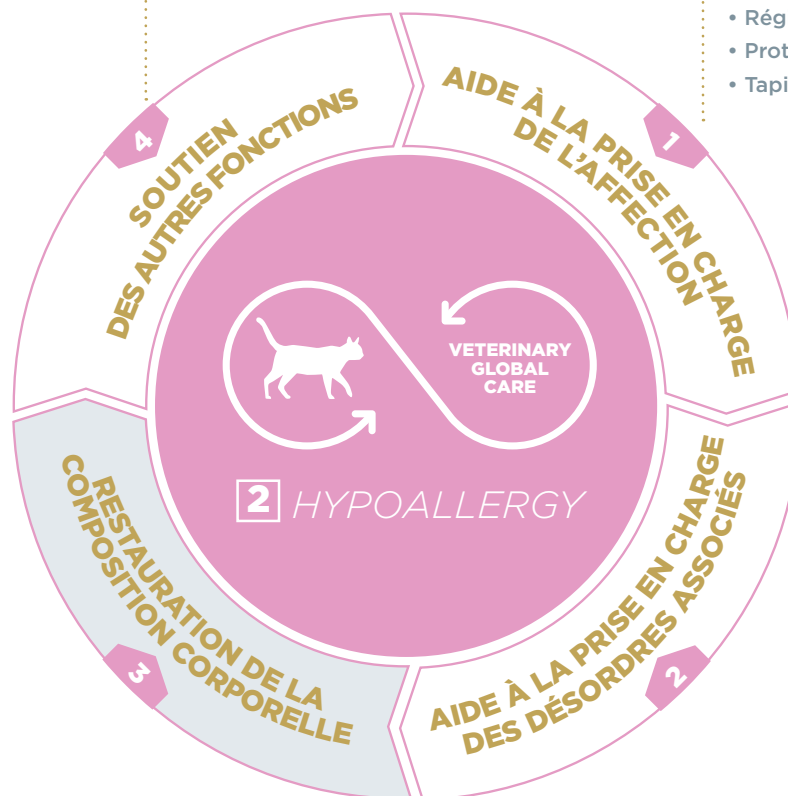 • Rég
• Prot
• Tapi
AIDE À LA PRISE EN CHARGE
DE L'AFFECTION
1
SOUTIEN
DES AUTRES FONCTIONS
4
VETERINARY
GLOBAL
CARE
2 HYPOALLERGY
AIDE À LA PRISE EN CHARGE
DES DÉSORDRES ASSOCIÉS
2
RESTAURATION DE LA
COMPOSITION CORPORELLE
3